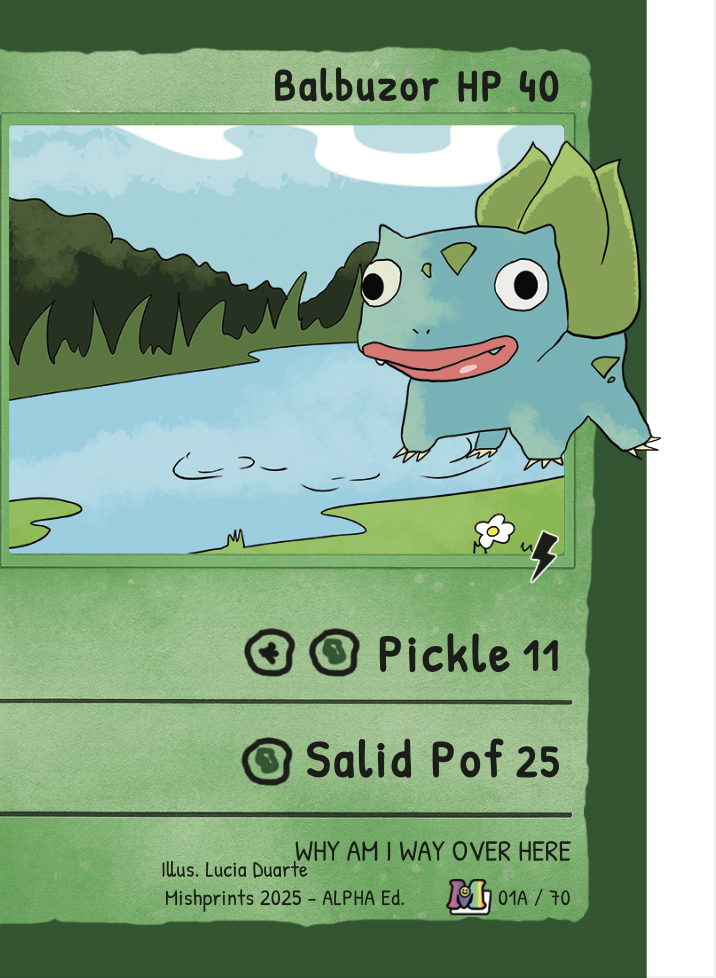 Balbuzor HP 40
Pickle 11
Salid Pof 25
WHY AM I WAY OVER HERE
Illus. Lucia Duarte
Mishprints 2025 - ALPHA Ed.
M 01A / 70